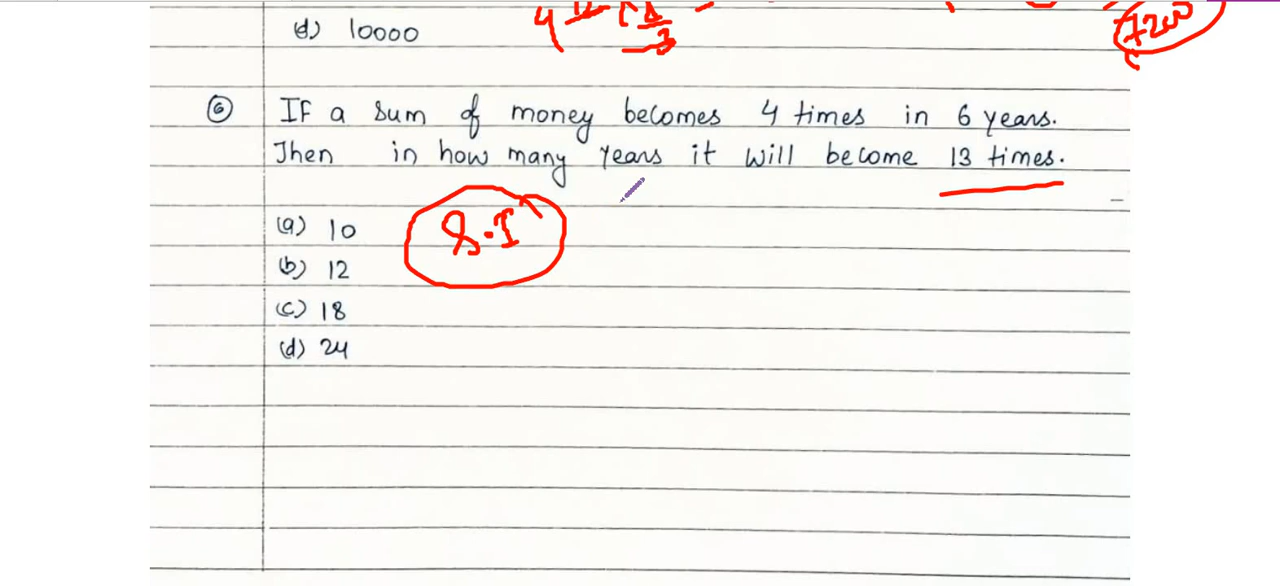 (d) 10000
7200
⑥ If a sum of money becomes 4 times in 6 years.
Then in how many years it will become 13 times.
(a) 10
S.I
(b) 12
(c) 18
(d) 24